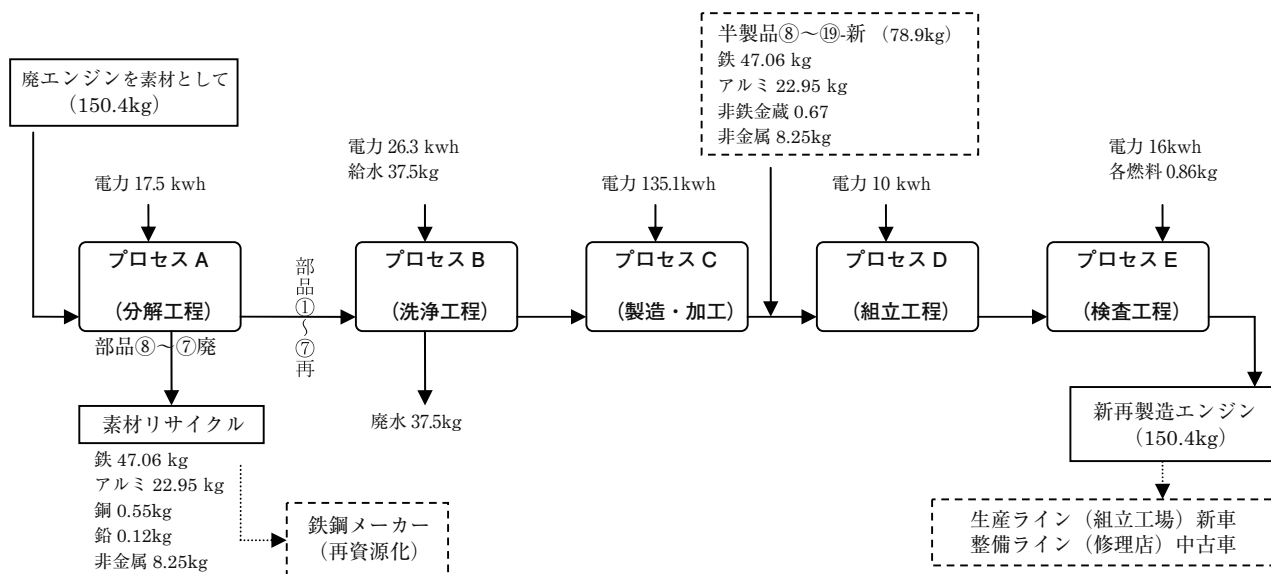 廃エンジンを素材として
（150.4kg）
半製品⑧～⑲-新 （78.9kg）
鉄 47.06 kg
アルミ 22.95 kg
非鉄金蔵 0.67
非金属 8.25kg
電力 17.5 kwh
電力 26.3 kwh
給水 37.5kg
電力 135.1kwh
電力 10 kwh
電力 16kwh
各燃料 0.86kg
プロセス A
（分解工程）
部品①～⑦再
プロセス B
（洗浄工程）
プロセス C
（製造・加工）
プロセス D
（組立工程）
プロセス E
（検査工程）
部品⑧～⑦廃
素材リサイクル
鉄 47.06 kg
アルミ 22.95 kg
銅 0.55kg
鉛 0.12kg
非金属 8.25kg
鉄鋼メーカー
（再資源化）
廃水 37.5kg
新再製造エンジン
（150.4kg）
生産ライン（組立工場）新車
整備ライン（修理店）中古車